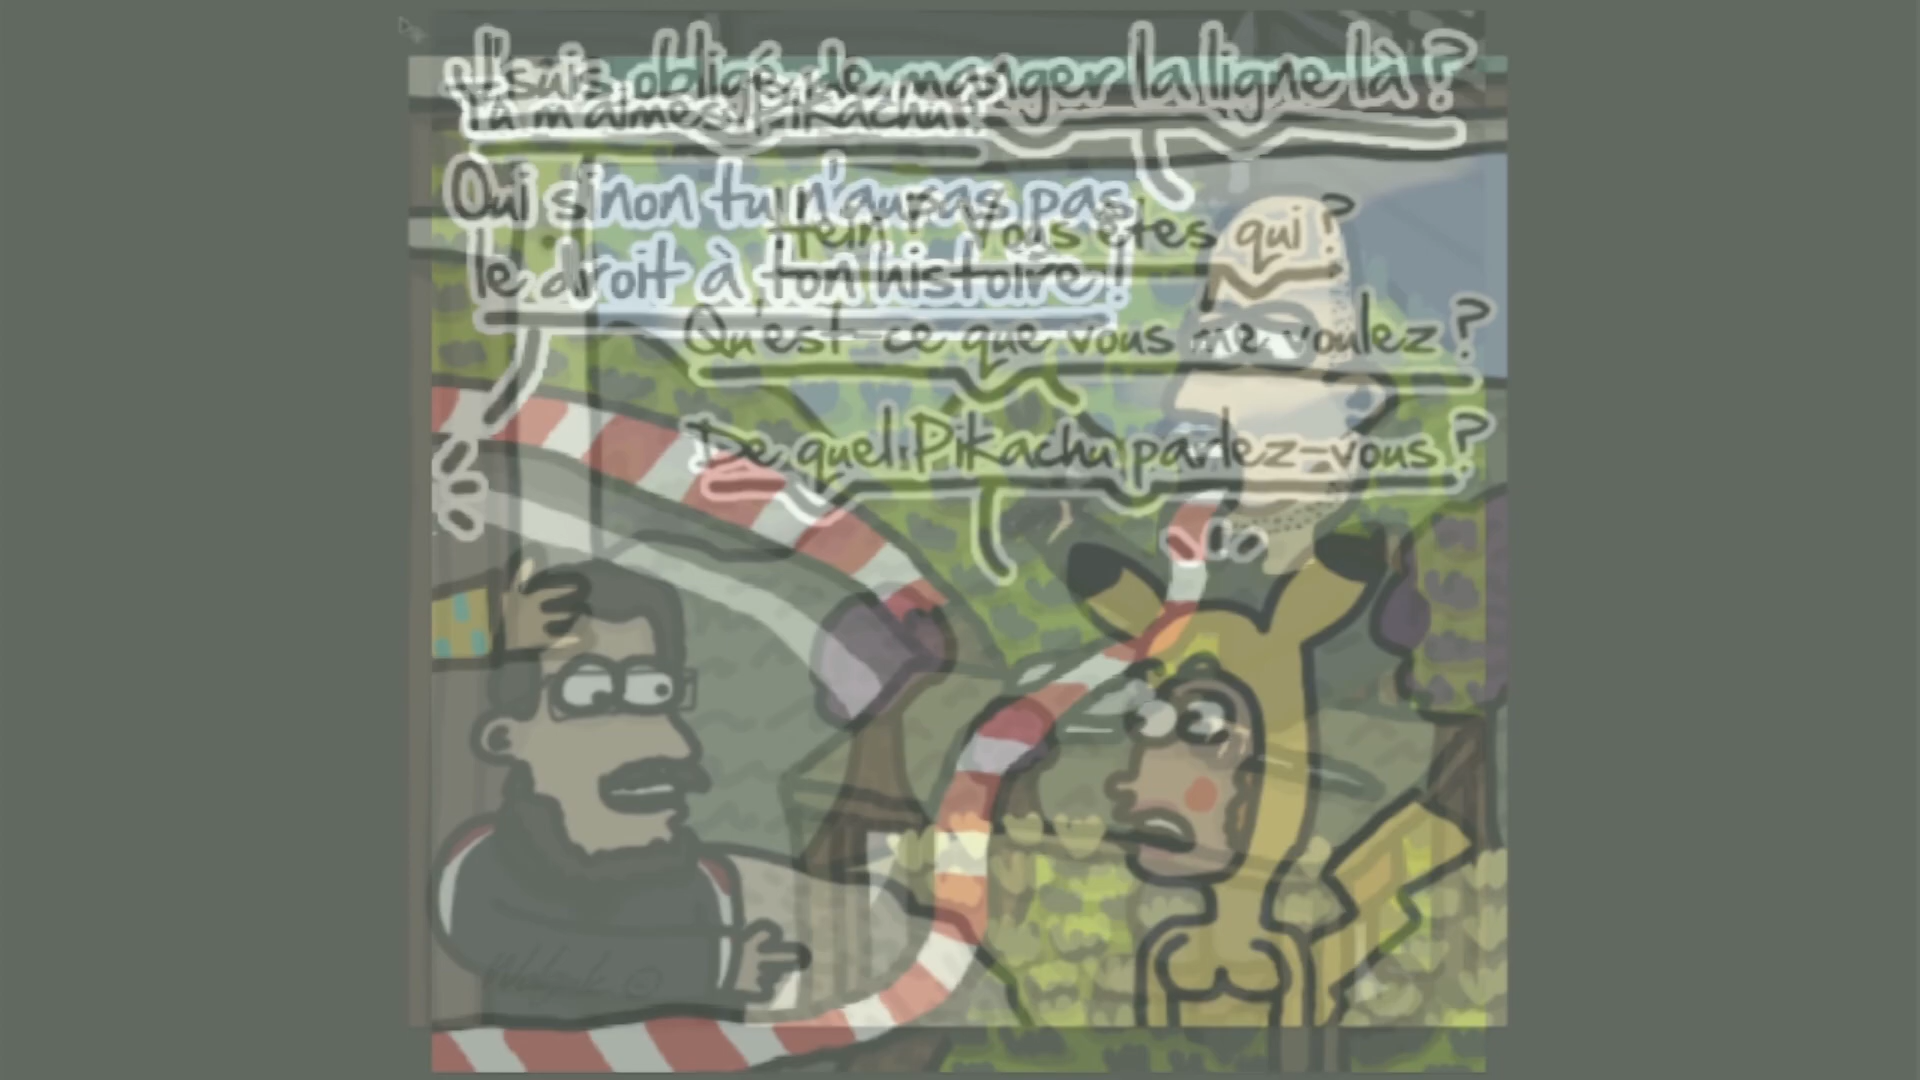 J'suis obligé de manger la ligne là ?
Tu m'aimes Pikachu ?
Oui sinon tu n'auras pas
le droit à ton histoire !
Hein ? Vous êtes qui ?
Qu'est-ce que vous me voulez ?
De quel Pikachu parlez-vous ?